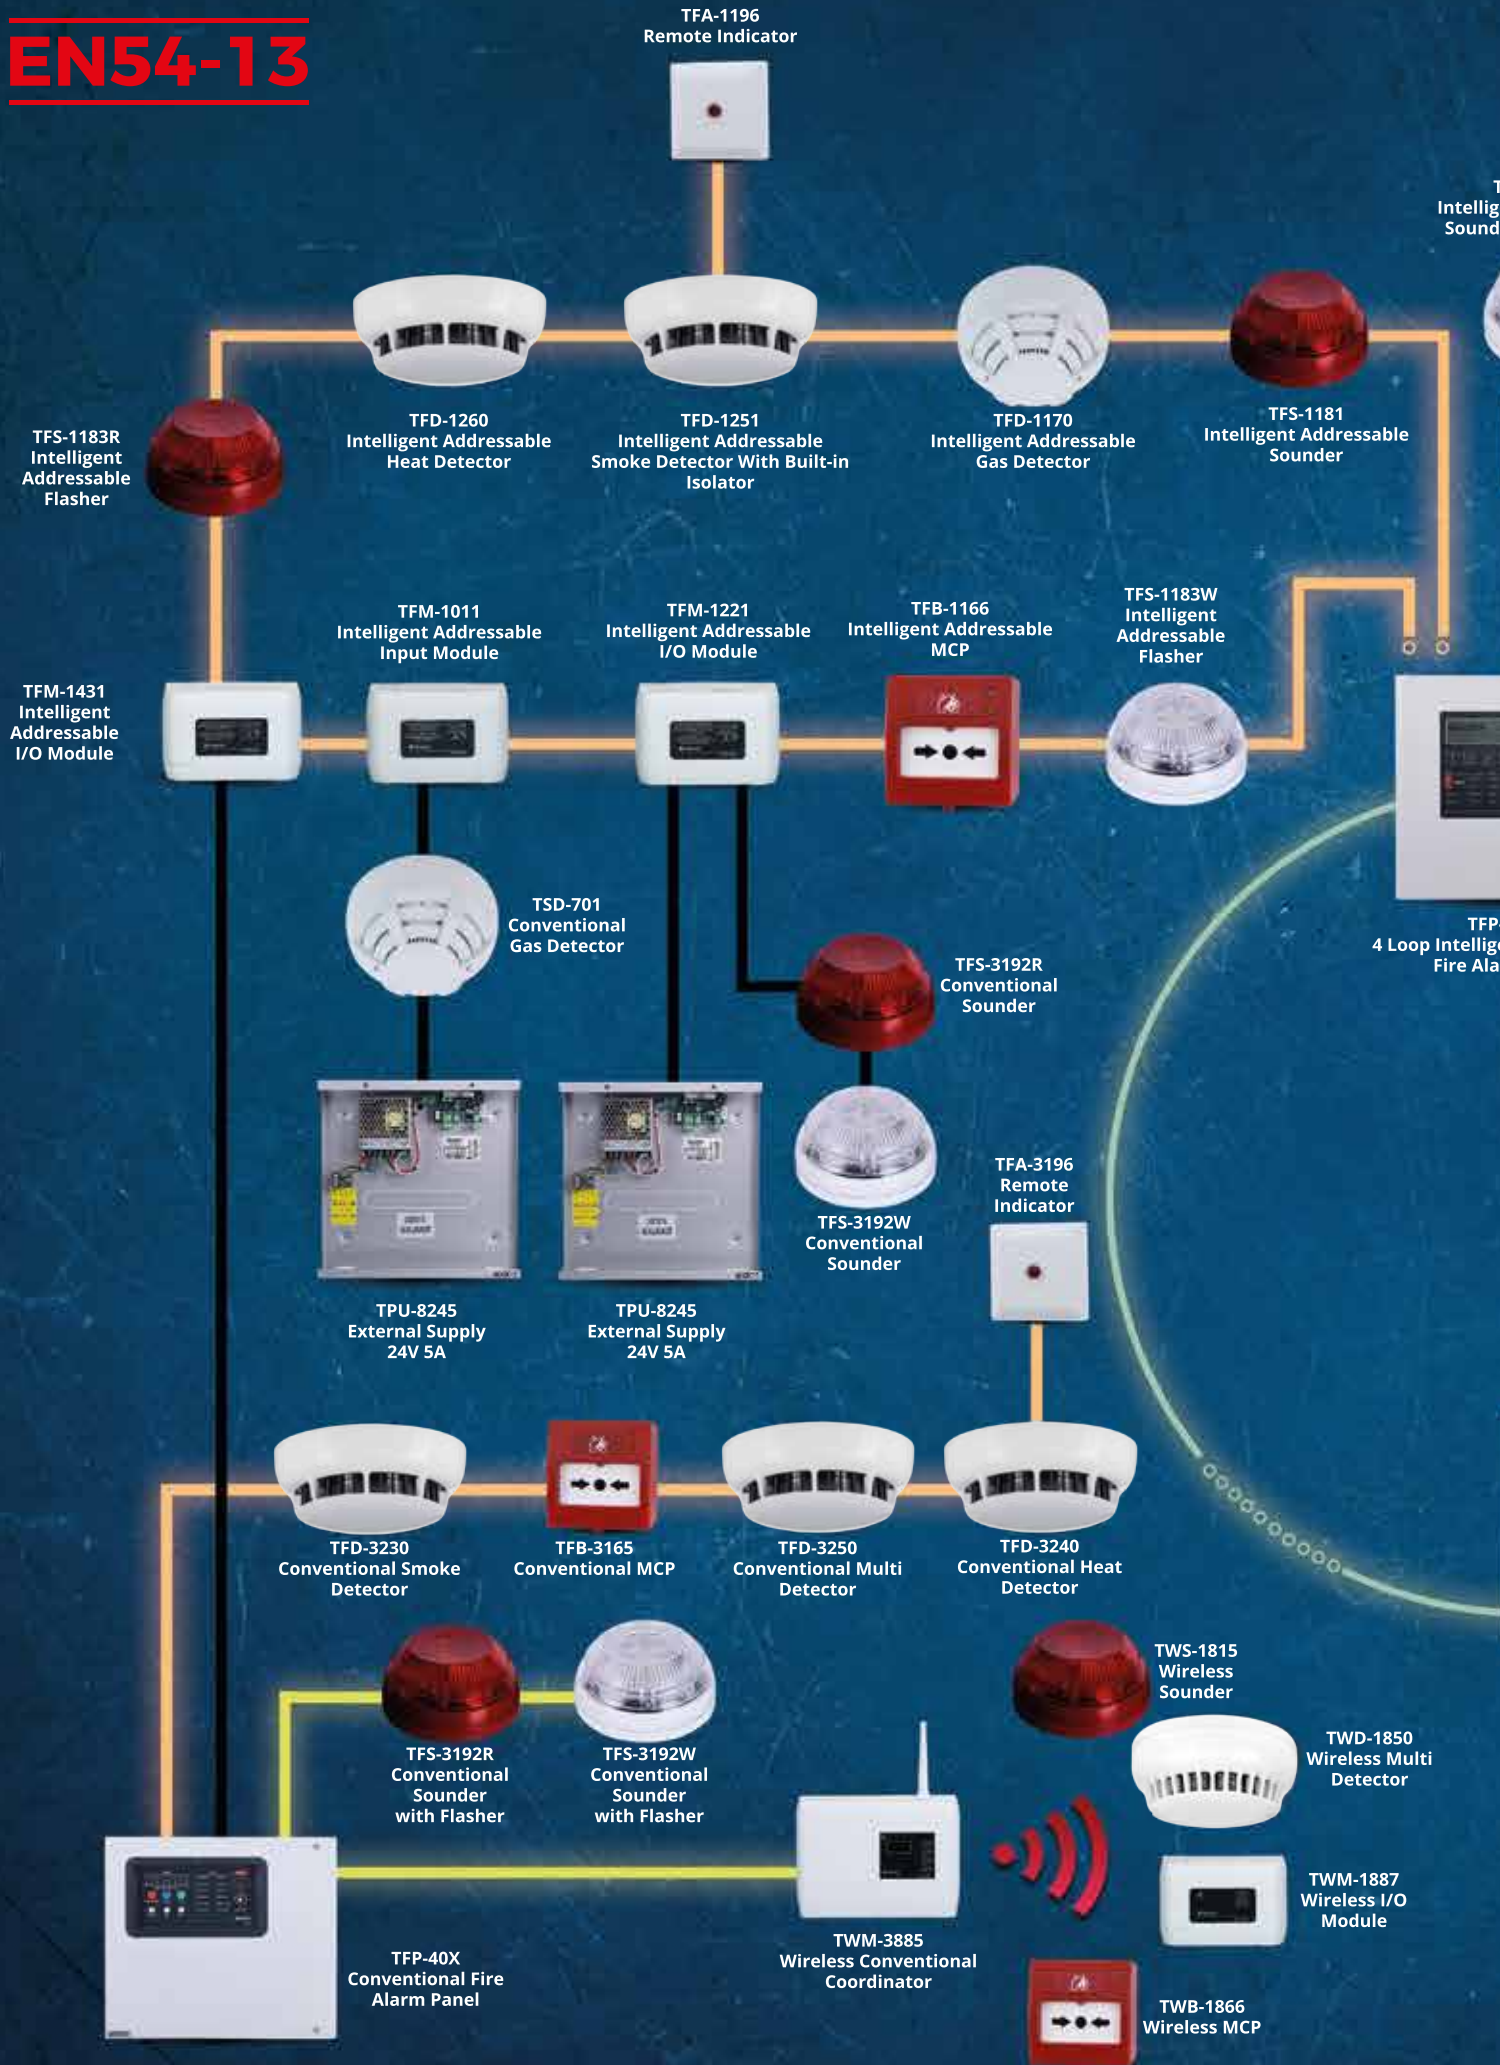 EN54-13
TFA-1196
Remote Indicator
Intellig
Sound
TFD-1260
Intelligent Addressable
Heat Detector
TFD-1251
Intelligent Addressable
Smoke Detector With Built-in
Isolator
TFD-1170
Intelligent Addressable
Gas Detector
TFS-1181
Intelligent Addressable
Sounder
TFS-1183R
Intelligent
Addressable
Flasher
TFM-1431
Intelligent
Addressable
I/O Module
TFM-1011
Intelligent Addressable
Input Module
TFM-1221
Intelligent Addressable
I/O Module
TFB-1166
Intelligent Addressable
MCP
TFS-1183W
Intelligent
Addressable
Flasher
TFP-
4 Loop Intellige
Fire Ala
TSD-701
Conventional
Gas Detector
TFS-3192R
Conventional
Sounder
TFS-3192W
Conventional
Sounder
TFA-3196
Remote
Indicator
TPU-8245
External Supply
24V 5A
TPU-8245
External Supply
24V 5A
TFD-3230
Conventional Smoke
Detector
TFB-3165
Conventional MCP
TFD-3250
Conventional Multi
Detector
TFD-3240
Conventional Heat
Detector
TFS-3192R
Conventional
Sounder
with Flasher
TFS-3192W
Conventional
Sounder
with Flasher
TWS-1815
Wireless
Sounder
TWD-1850
Wireless Multi
Detector
TWM-1887
Wireless I/O
Module
TWM-3885
Wireless Conventional
Coordinator
TFP-40X
Conventional Fire
Alarm Panel
TWB-1866
Wireless MCP